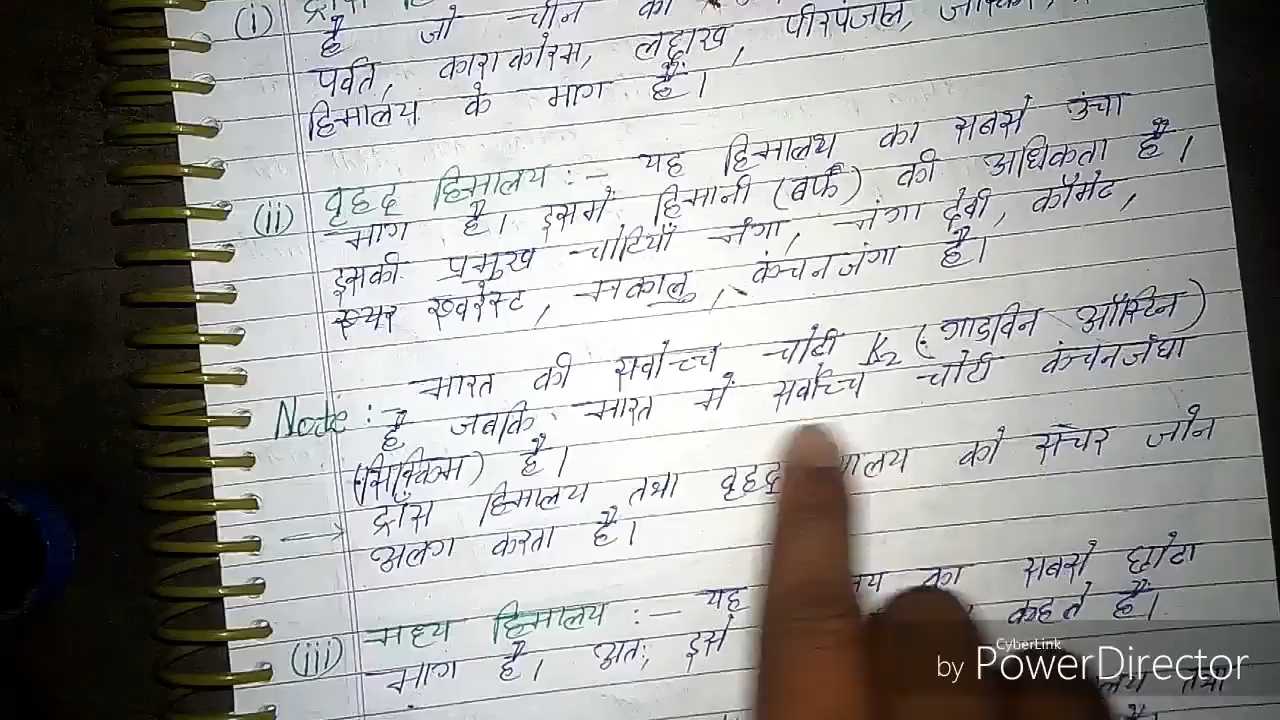 (i) द्रांस
है जो चीन का
पर्वत, काराकोरम, लद्दाख, पीरपंजाल,
हिमालय के भाग हैं।
(ii) वृहद हिमालय :- यह हिमालय का सबसे ऊंचा
भाग है। इसमें हिमानी (बर्फ) की अधिकता है।
इसकी प्रमुख चोटियाँ नंगा, नंगा देवी, कॉमेट,
एवरेस्ट, मकालु, कंचनजंगा है।
Note: भारत की सर्वोच्च चोटी K2 (गाडविन ऑस्टिन)
है जबकि भारत में सर्वोच्च चोटी कंचनजंघा
(सिक्किम) है।
→ द्रांस हिमालय तथा वृहद को सचर जोन
अलग करता है।
(iii) मध्य हिमालय :- यह का सबसे छोटा
भाग है। अतः इसे कहते हैं।
तथा
CyberLink
by PowerDirector